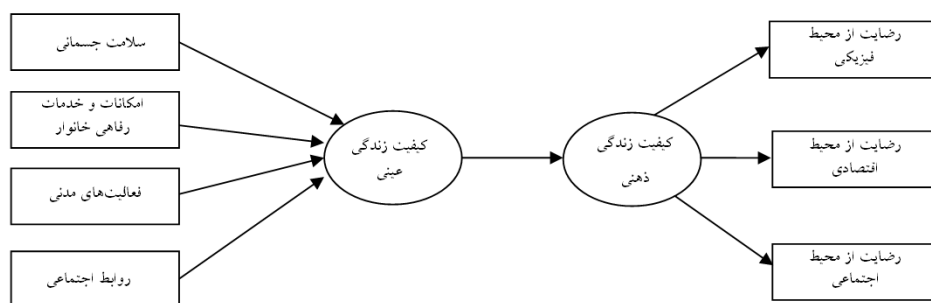 سلامت جسمانی
امکانات و خدمات
رفاهی خانوار
فعالیت‌های مدنی
روابط اجتماعی
کیفیت زندگی
عینی
کیفیت زندگی
ذهنی
رضایت از محیط
فیزیکی
رضایت از محیط
اقتصادی
رضایت از محیط
اجتماعی